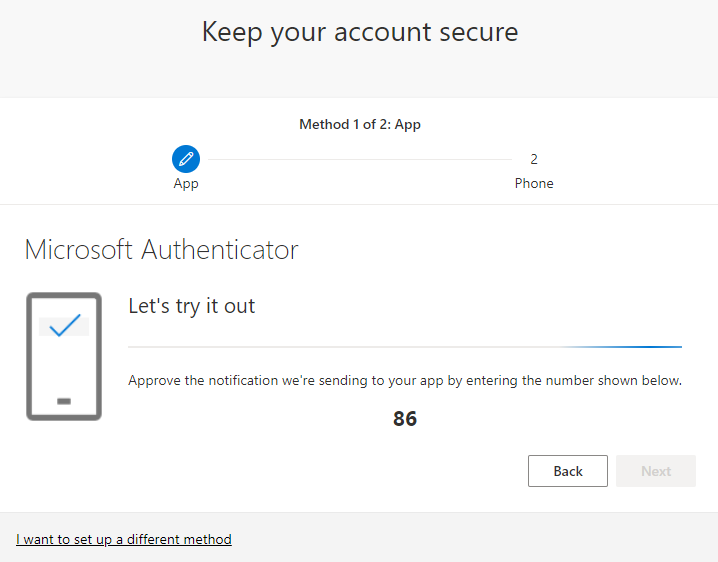 Keep your account secure
Method 1 of 2: App
2
App
Phone
Microsoft Authenticator
Let's try it out
Approve the notification we're sending to your app by entering the number shown below.
86
Back
Next
I want to set up a different method